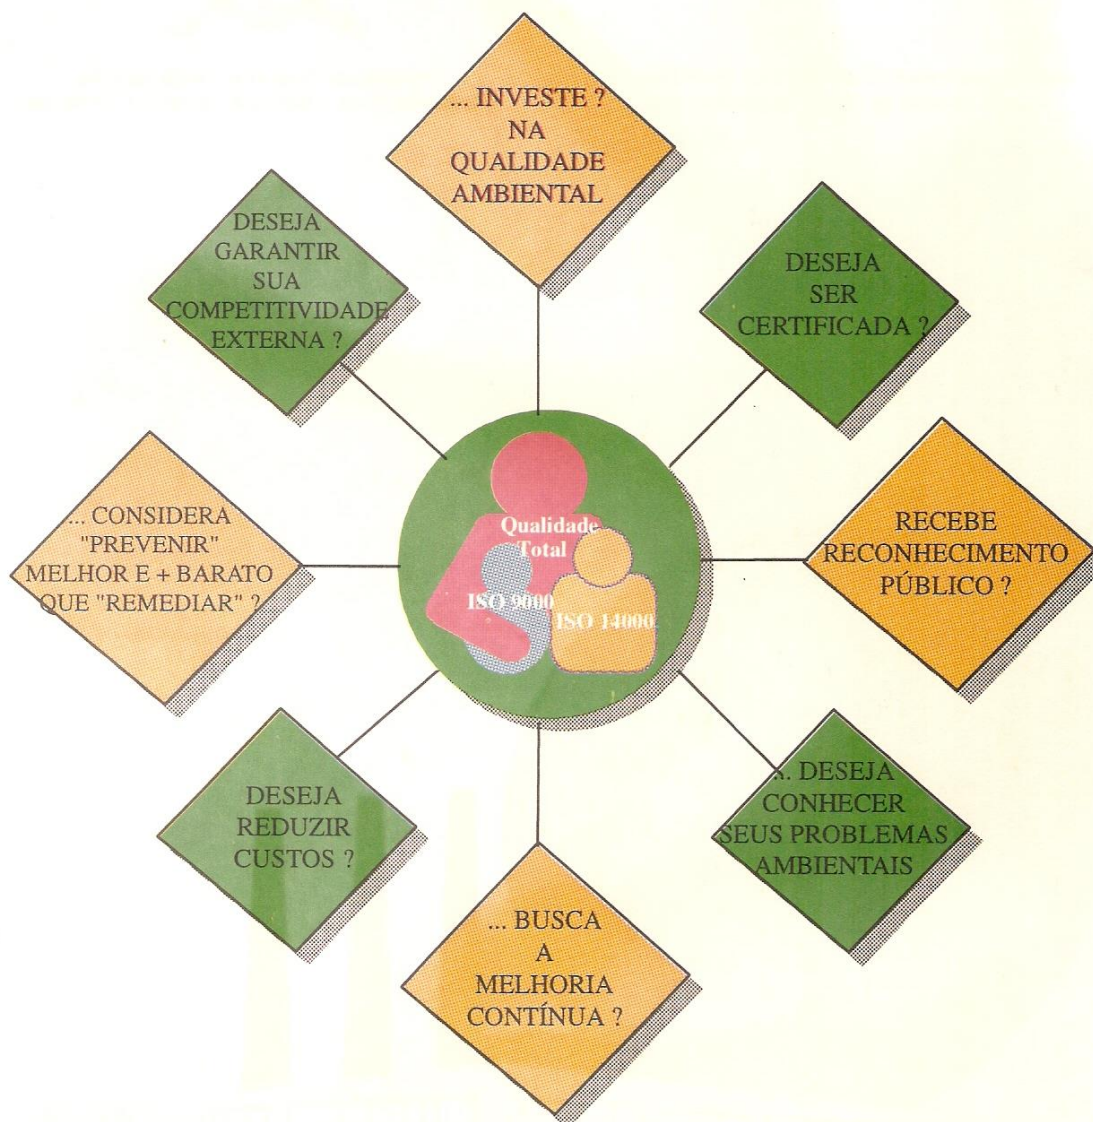 ... INVESTE ?
NA
QUALIDADE
AMBIENTAL
DESEJA
SER
CERTIFICADA ?
RECEBE
RECONHECIMENTO
PÚBLICO ?
... DESEJA
CONHECER
SEUS PROBLEMAS
AMBIENTAIS
... BUSCA
A
MELHORIA
CONTÍNUA ?
DESEJA
REDUZIR
CUSTOS ?
... CONSIDERA
"PREVENIR"
MELHOR E + BARATO
QUE "REMEDIAR" ?
DESEJA
GARANTIR
SUA
COMPETITIVIDADE
EXTERNA ?
Qualidade
Total
ISO 9000
ISO 14000